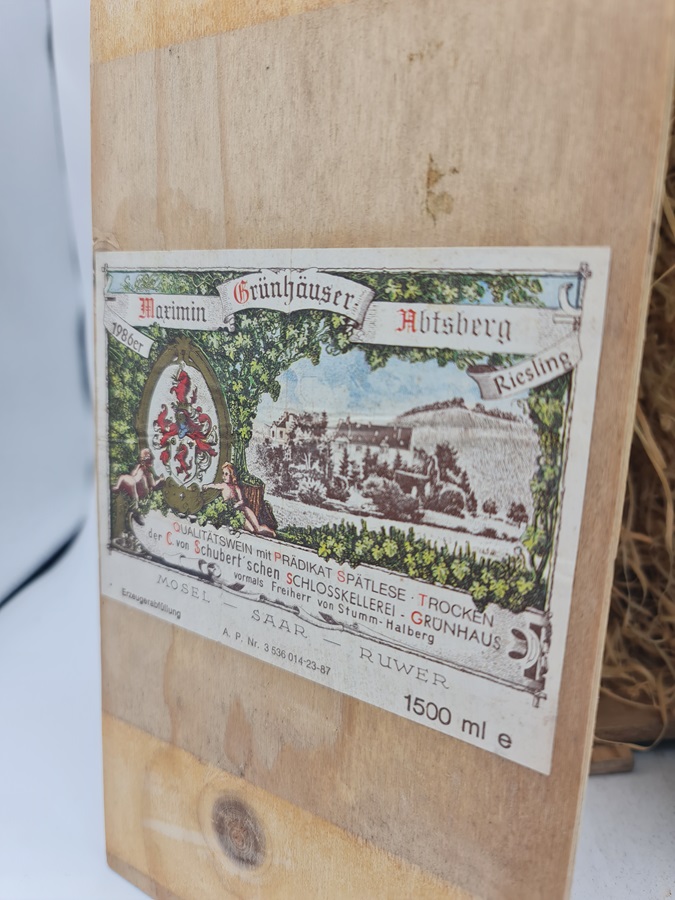 Maximin Grünhäuser- Abtsberg
1986er
Riesling
QUALITÄTSWEIN mit PRÄDIKAT SPÄTLESE · TROCKEN
der C. von Schubert'schen SCHLOSSKELLEREI - GRÜNHAUS
vormals Freiherr von Stumm-Halberg
Erzeugerabfüllung
MOSEL — SAAR — RUWER
A. P. Nr. 3 536 014-23-87
1500 ml e